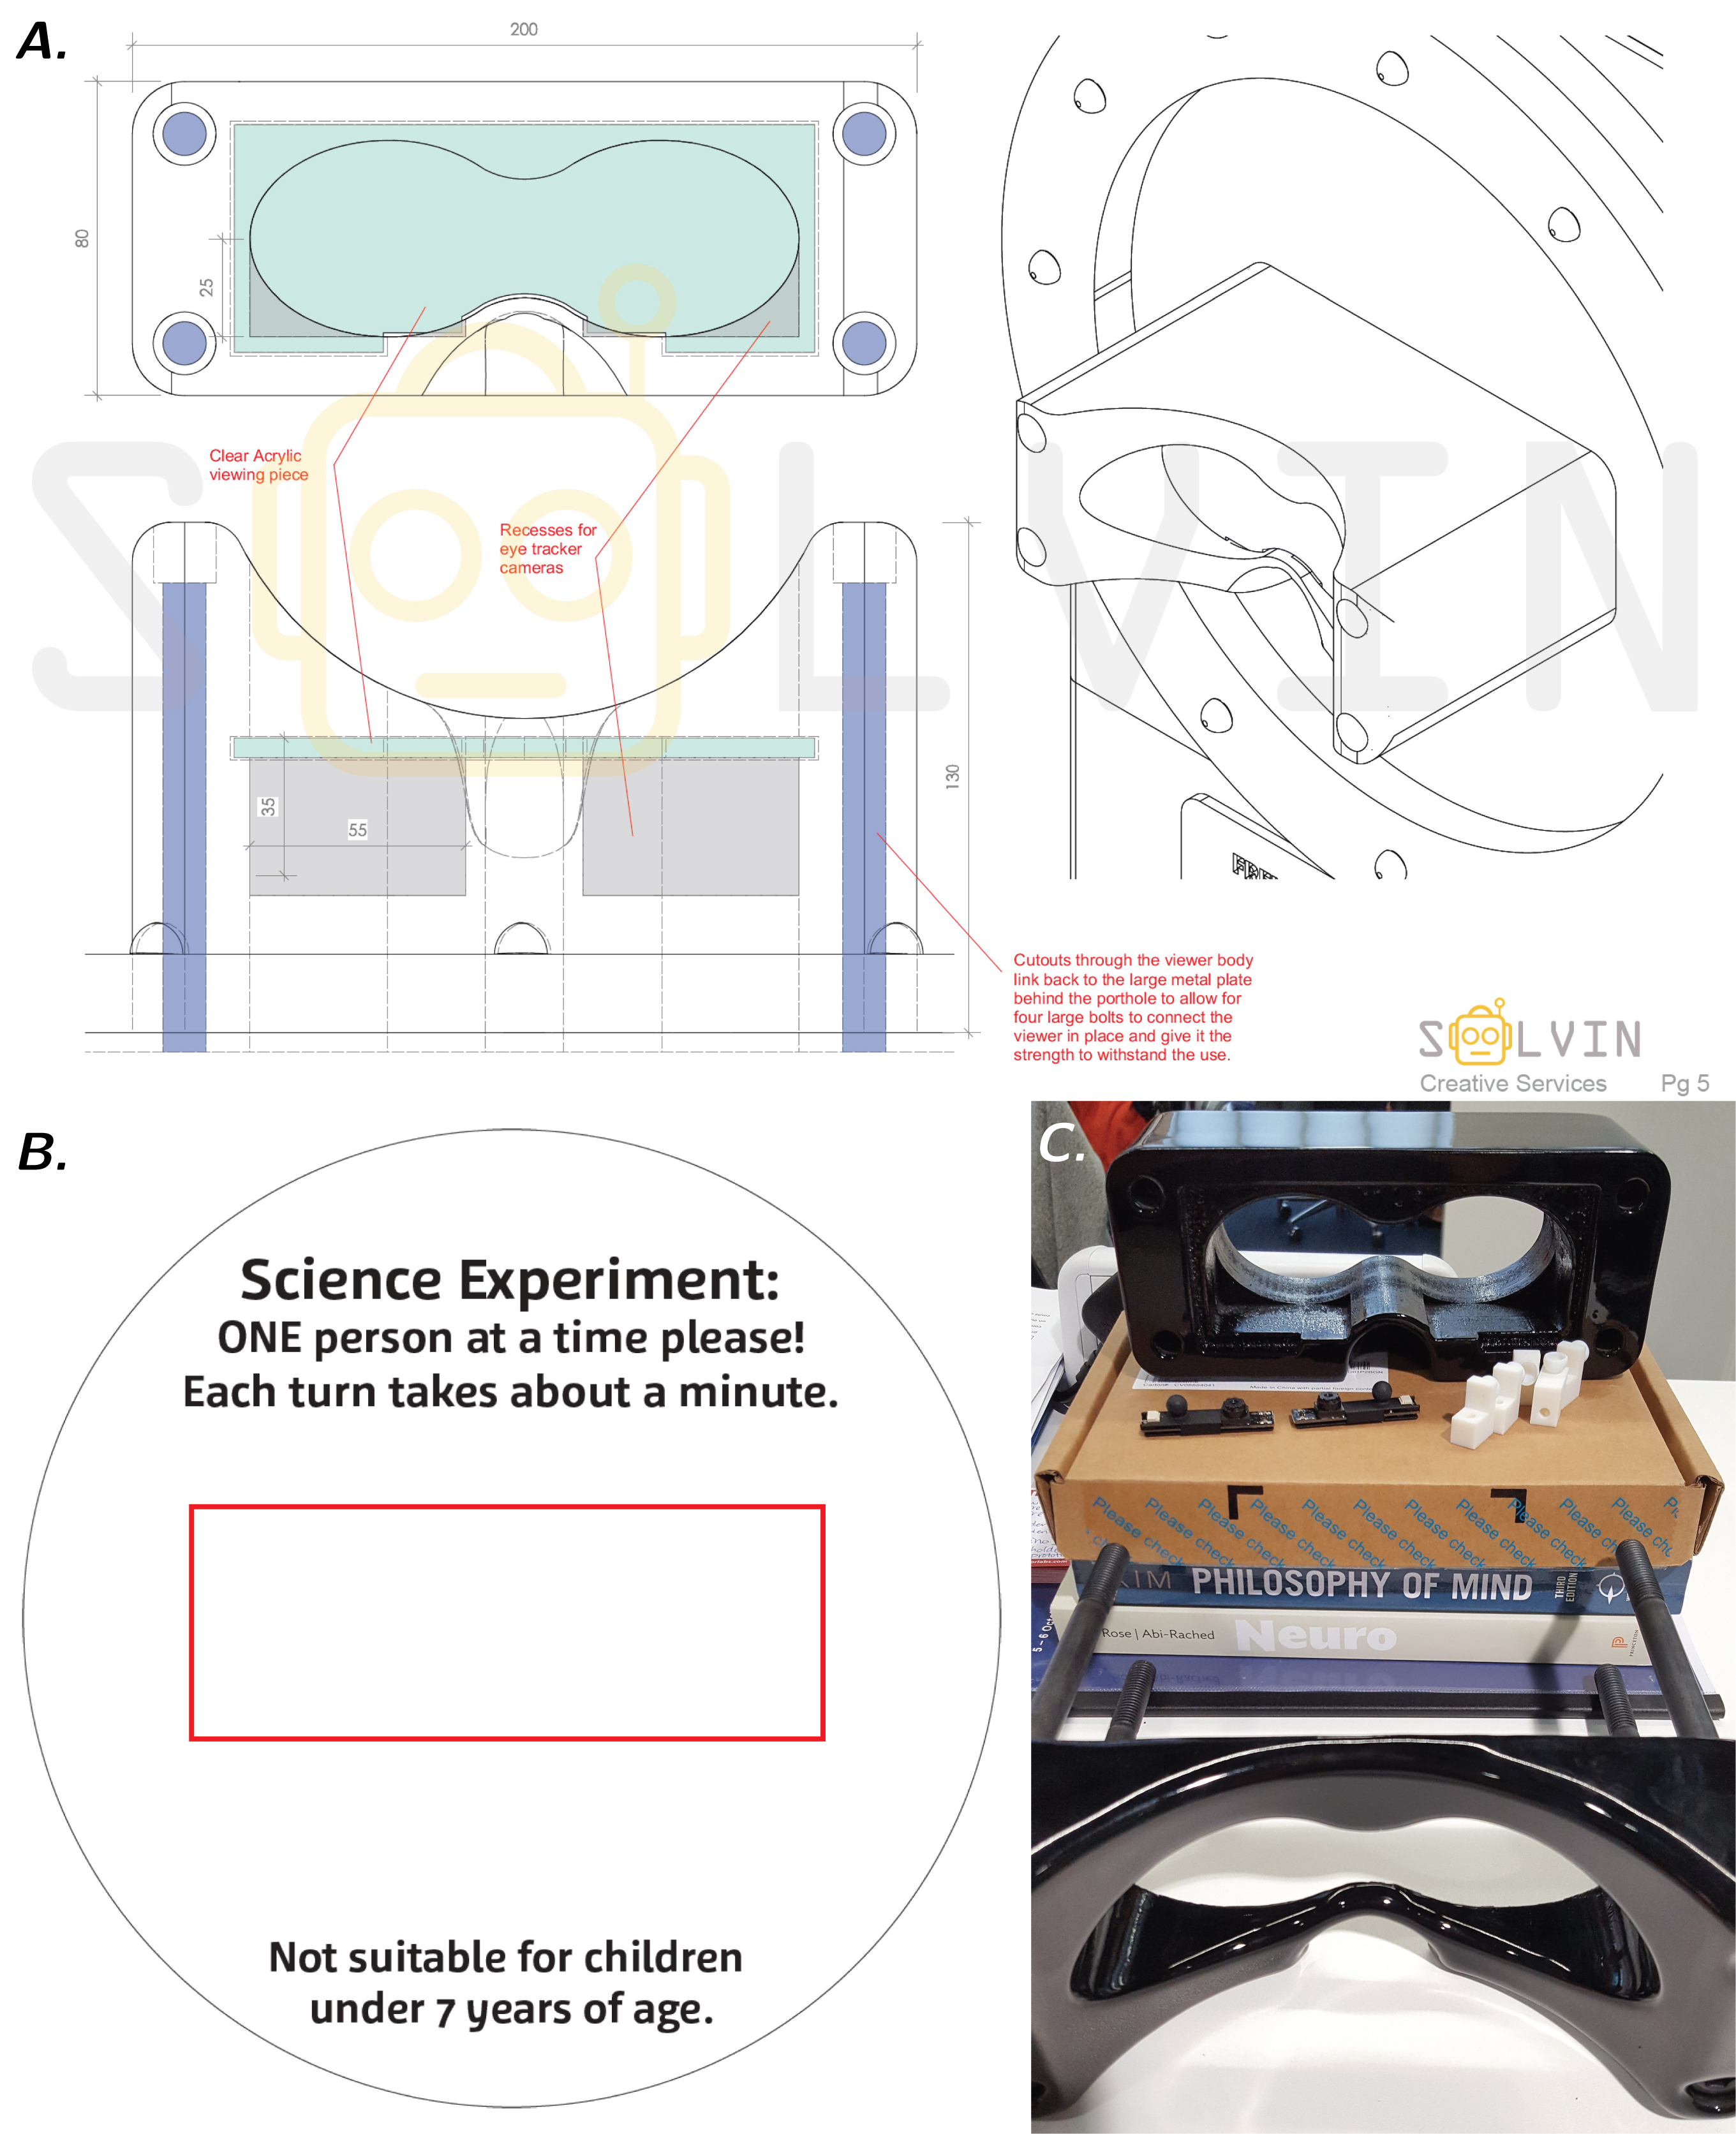 A.
200
80
25
Clear Acrylic
viewing piece
Recesses for
eye tracker
cameras
35
55
130
SOLVIN
Cutouts through the viewer body
link back to the large metal plate
behind the porthole to allow for
four large bolts to connect the
viewer in place and give it the
strength to withstand the use.
SOLVIN
Creative Services Pg 5
B.
Science Experiment:
ONE person at a time please!
Each turn takes about a minute.
Not suitable for children
under 7 years of age.
C.
Please check Please check Please check Please check Please check Please check Please check Please check
KIM PHILOSOPHY OF MIND THIRD EDITION
Rose | Abi-Rached Neuro